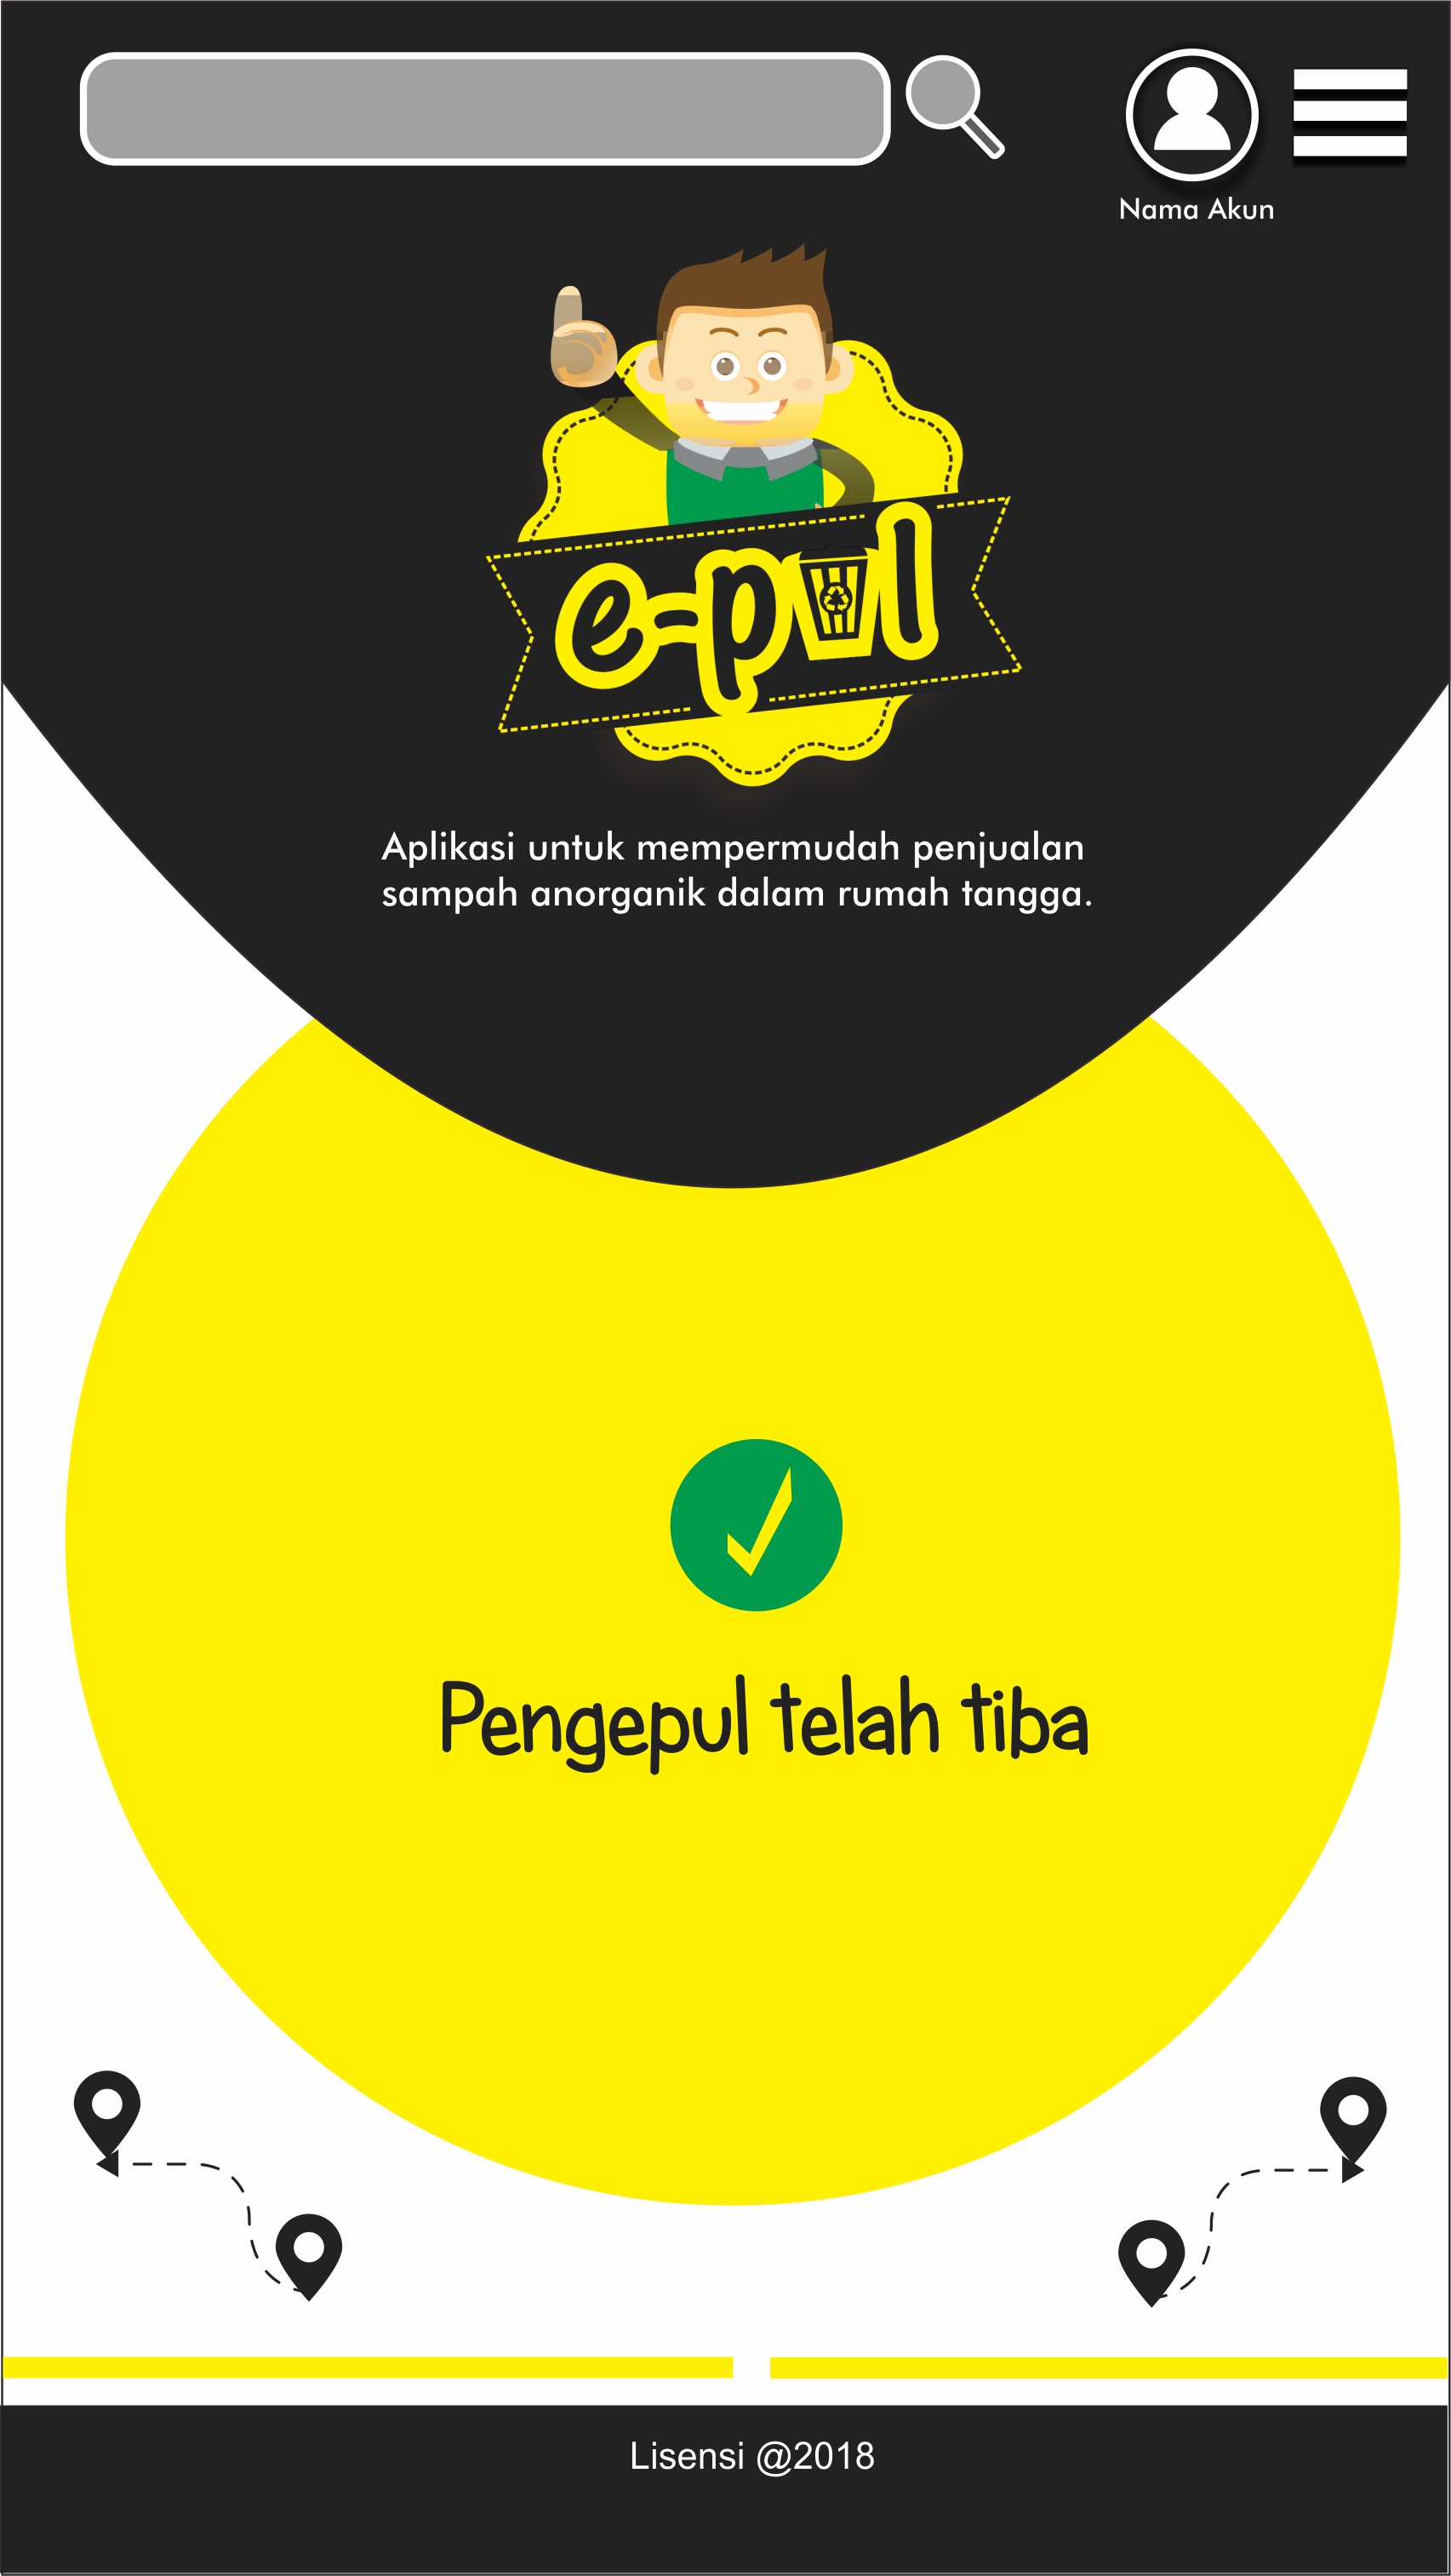 Nama Akun
e-pul
Aplikasi untuk mempermudah penjualan
sampah anorganik dalam rumah tangga.
Pengepul telah tiba
Lisensi @2018